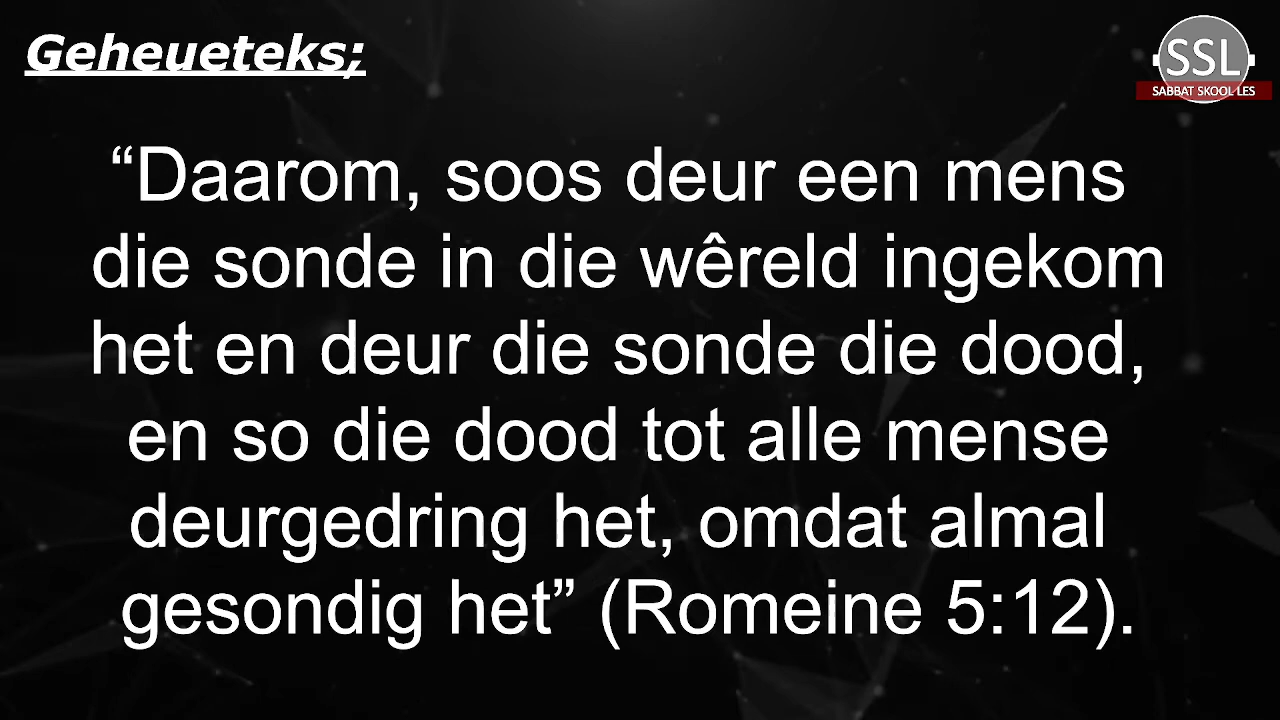 Geheueteks;
SSL
SABBAT SKOOL LES
“Daarom, soos deur een mens
die sonde in die wêreld ingekom
het en deur die sonde die dood,
en so die dood tot alle mense
deurgedring het, omdat almal
gesondig het” (Romeine 5:12).